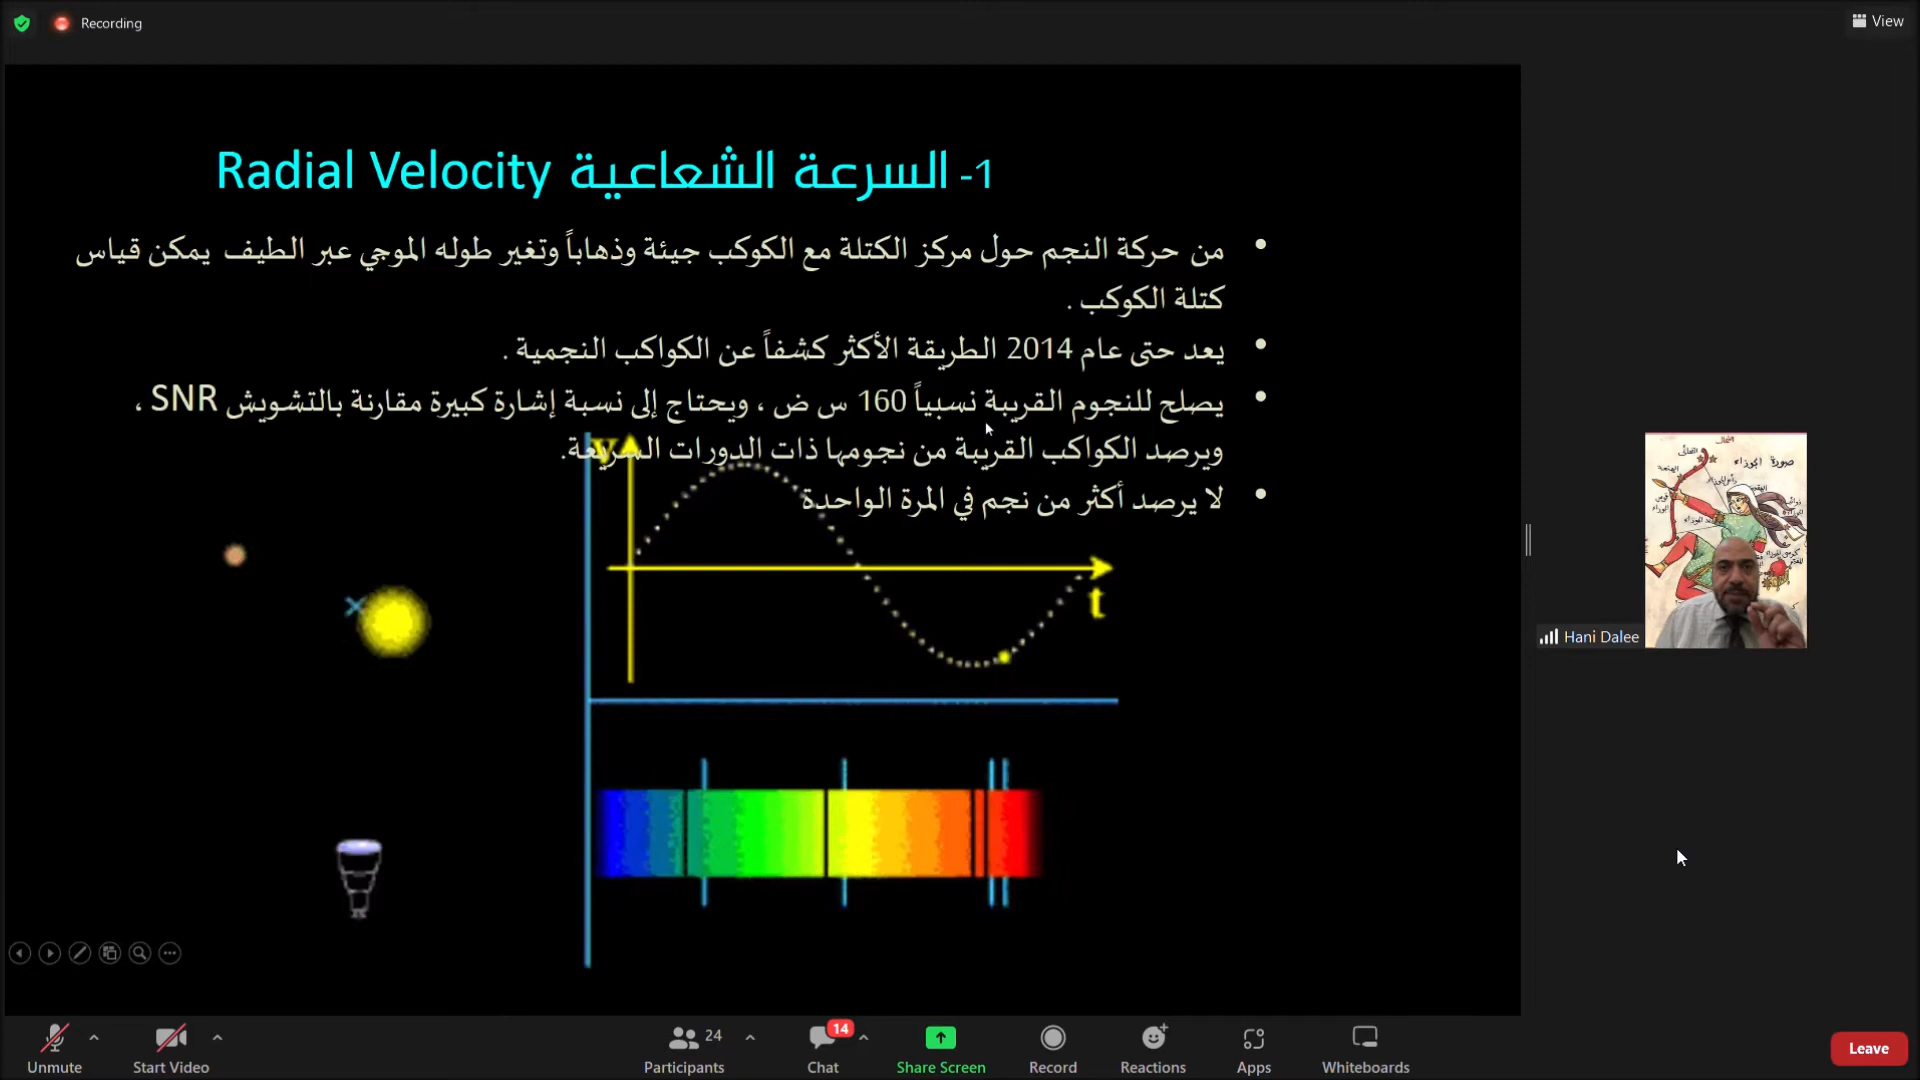 Recording
View
1- السرعة الشعاعية Radial Velocity
• من حركة النجم حول مركز الكتلة مع الكوكب جيئة وذهاباً وتغير طوله الموجي عبر الطيف يمكن قياس
كتلة الكوكب .
• يعد حتى عام 2014 الطريقة الأكثر كشفاً عن الكواكب النجمية .
• يصلح للنجوم القريبة نسبياً 160 س ض ، ويحتاج إلى نسبة إشارة كبيرة مقارنة بالتشويش SNR ،
ويرصد الكواكب القريبة من نجومها ذات الدورات السريعة.
• لا يرصد أكثر من نجم في المرة الواحدة
v
t
صورة الجوزاء
Hani Dalee
Unmute
Start Video
24
Participants
14
Chat
Share Screen
Record
Reactions
Apps
Whiteboards
Leave